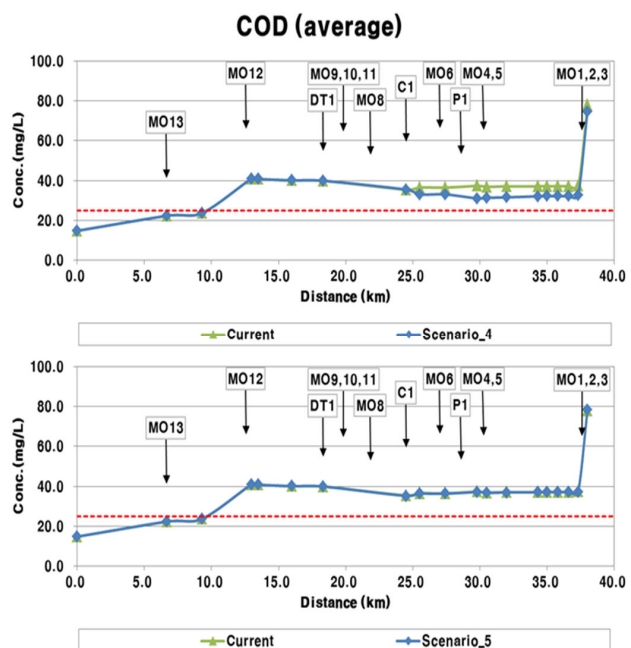 COD (average)
100.0
80.0
60.0
40.0
20.0
0.0
Conc.(mg/L)
MO13
MO12
MO9,10,11
DT1
MO8
C1
MO6
P1
MO4,5
MO1,2,3
0.0 5.0 10.0 15.0 20.0 25.0 30.0 35.0 40.0
Distance (km)
Current Scenario_4
100.0
80.0
60.0
40.0
20.0
0.0
Conc.(mg/L)
MO13
MO12
MO9,10,11
DT1
MO8
C1
MO6
P1
MO4,5
MO1,2,3
0.0 5.0 10.0 15.0 20.0 25.0 30.0 35.0 40.0
Distance (km)
Current Scenario_5